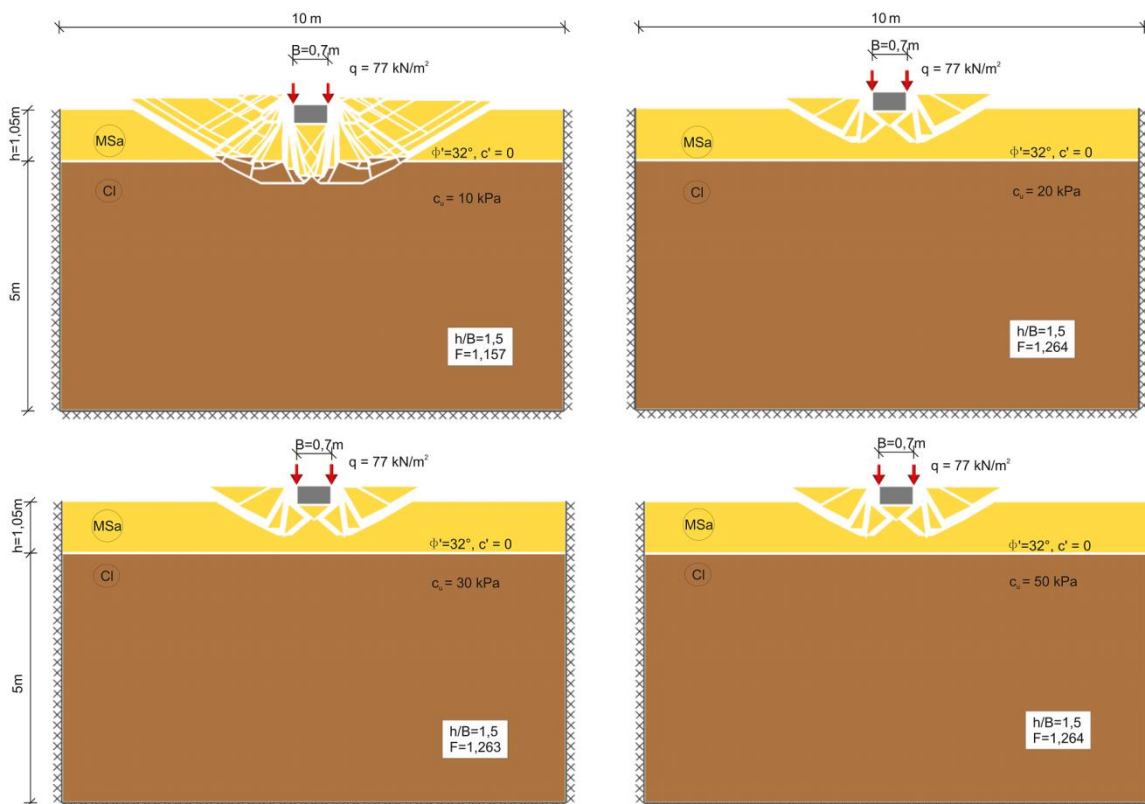 10 m
B=0,7m
q = 77 kN/m²
h=1,05m
MSa
ϕ'=32°, c' = 0
Cl
cᵤ = 10 kPa
5m
h/B=1,5
F=1,157
10 m
B=0,7m
q = 77 kN/m²
MSa
ϕ'=32°, c' = 0
Cl
cᵤ = 20 kPa
h/B=1,5
F=1,264
B=0,7m
q = 77 kN/m²
h=1,05m
MSa
ϕ'=32°, c' = 0
Cl
cᵤ = 30 kPa
5m
h/B=1,5
F=1,263
B=0,7m
q = 77 kN/m²
MSa
ϕ'=32°, c' = 0
Cl
cᵤ = 50 kPa
h/B=1,5
F=1,264